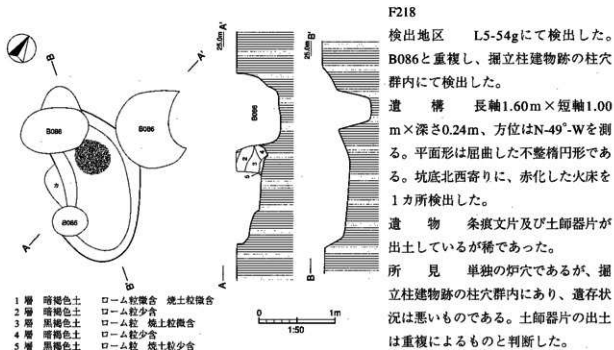 F218
検出地区 L5-54gにて検出した。
B086と重複し、掘立柱建物跡の柱穴
群内にて検出した。
遺 構 長軸1.60m×短軸1.00
m×深さ0.24m、方位はN-49°-Wを測
る。平面形は屈曲した不整楕円形であ
る。坑底北西寄りに、赤化した火床を
1カ所検出した。
遺 物 条痕文片及び土師器片が
出土しているが稀であった。
所 見 単独の炉穴であるが、掘
立柱建物跡の柱穴群内にあり、遺存状
況は悪いものである。土師器片の出土
は重複によるものと判断した。
B
A'
B086
B086
B086
A
B
25.0m A'
B086
1
2
3
4
5
A
25.0m B'
B
1層 暗褐色土 ローム粒微含 焼土粒微含
2層 暗褐色土 ローム粒少含
3層 黒褐色土 ローム粒 焼土粒微含
4層 暗褐色土 ローム粒少含
5層 黒褐色土 ローム粒 焼土粒少含
0 1m
1:50